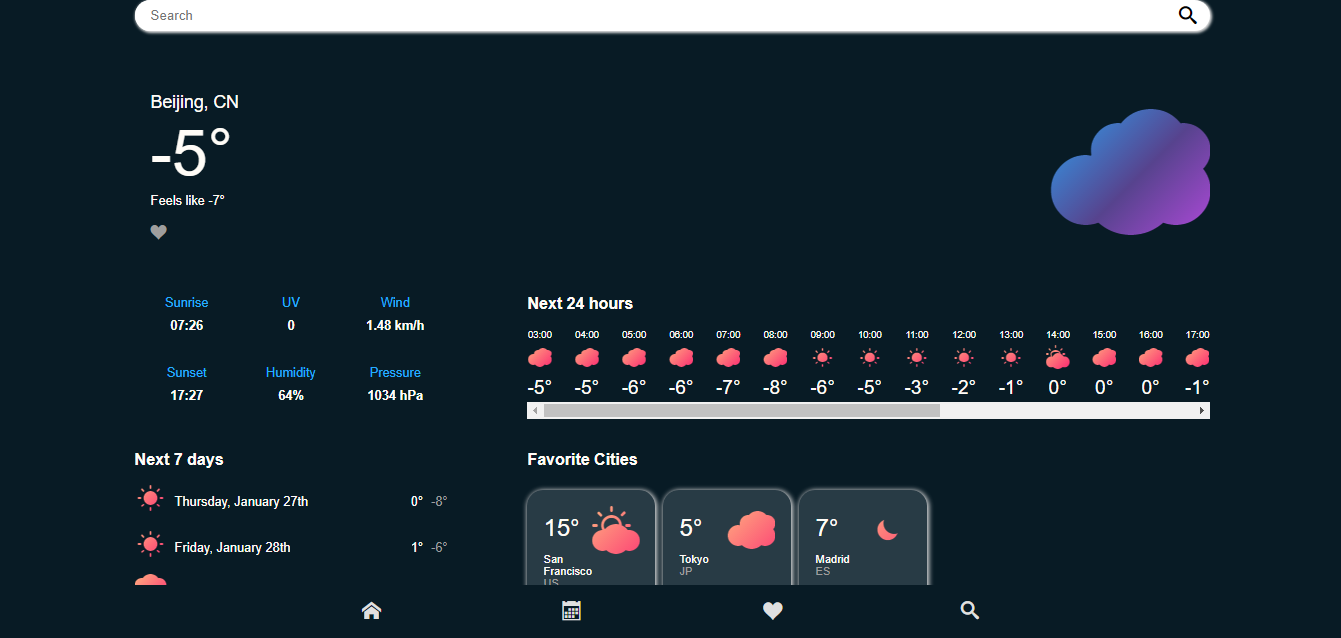 Search
Beijing, CN
-5°
Feels like -7°
Sunrise UV Wind
07:26 0 1.48 km/h
Sunset Humidity Pressure
17:27 64% 1034 hPa
Next 24 hours
03:00 04:00 05:00 06:00 07:00 08:00 09:00 10:00 11:00 12:00 13:00 14:00 15:00 16:00 17:00
-5° -5° -6° -6° -7° -8° -6° -5° -3° -2° -1° 0° 0° 0° -1°
Next 7 days
Thursday, January 27th 0° -8°
Friday, January 28th 1° -6°
Favorite Cities
15° 5° 7°
San Francisco
US
Tokyo
JP
Madrid
ES